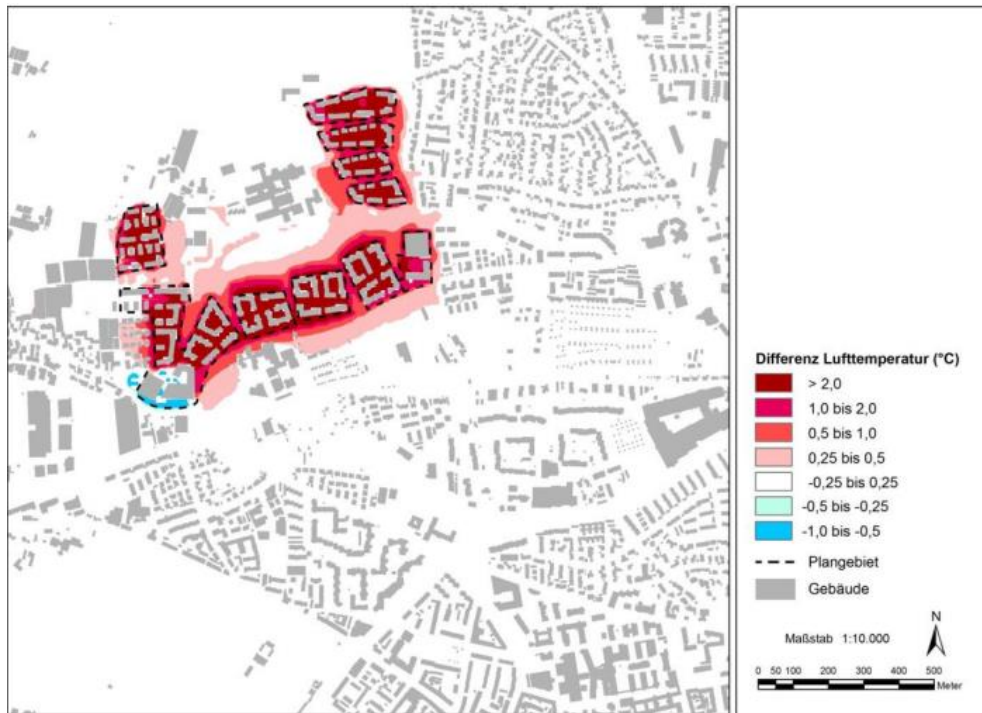 Differenz Lufttemperatur (°C)
> 2,0
1,0 bis 2,0
0,5 bis 1,0
0,25 bis 0,5
-0,25 bis 0,25
-0,5 bis -0,25
-1,0 bis -0,5
Plangebiet
Gebäude
N
Maßstab 1:10.000
0 50 100 200 300 400 500
Meter